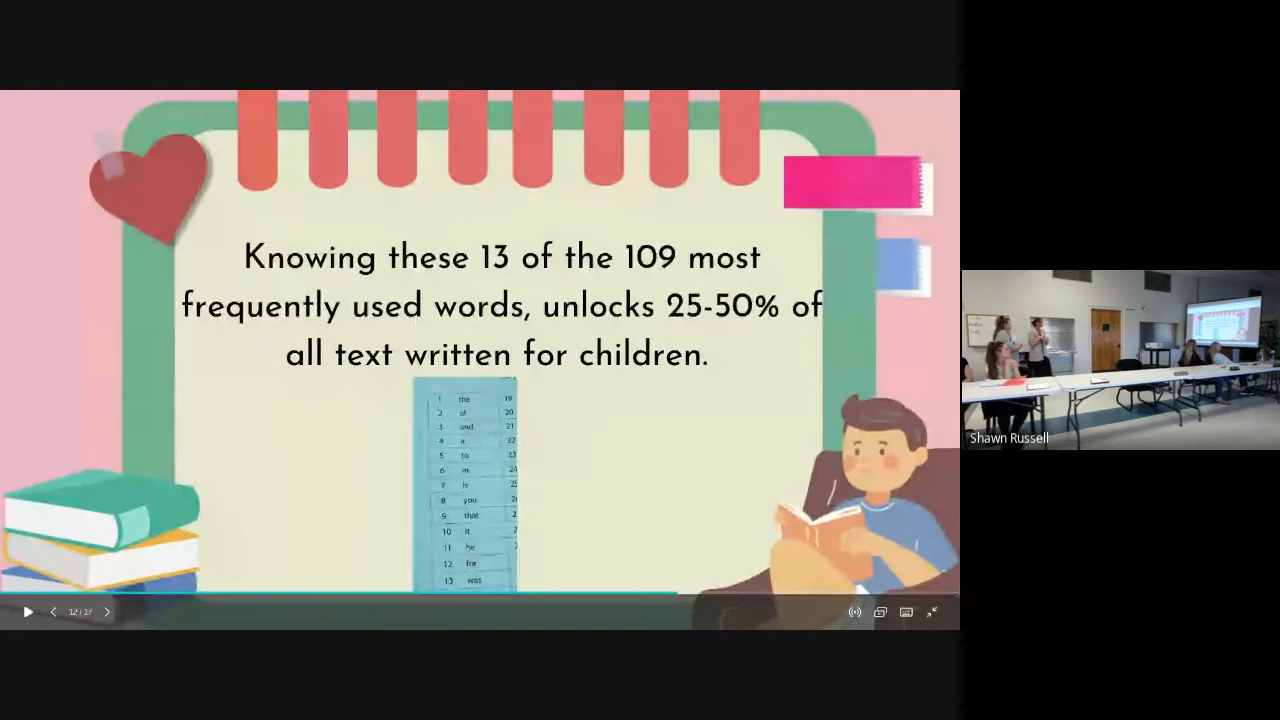 Knowing these 13 of the 109 most
frequently used words, unlocks 25-50% of
all text written for children.
1 the 19
2 of 20
3 and 21
4 a 22
5 to 23
6 in 24
7 is
8 you
9 that
10 it
11 he
12 for
13 was
12 / 17
Shawn Russell